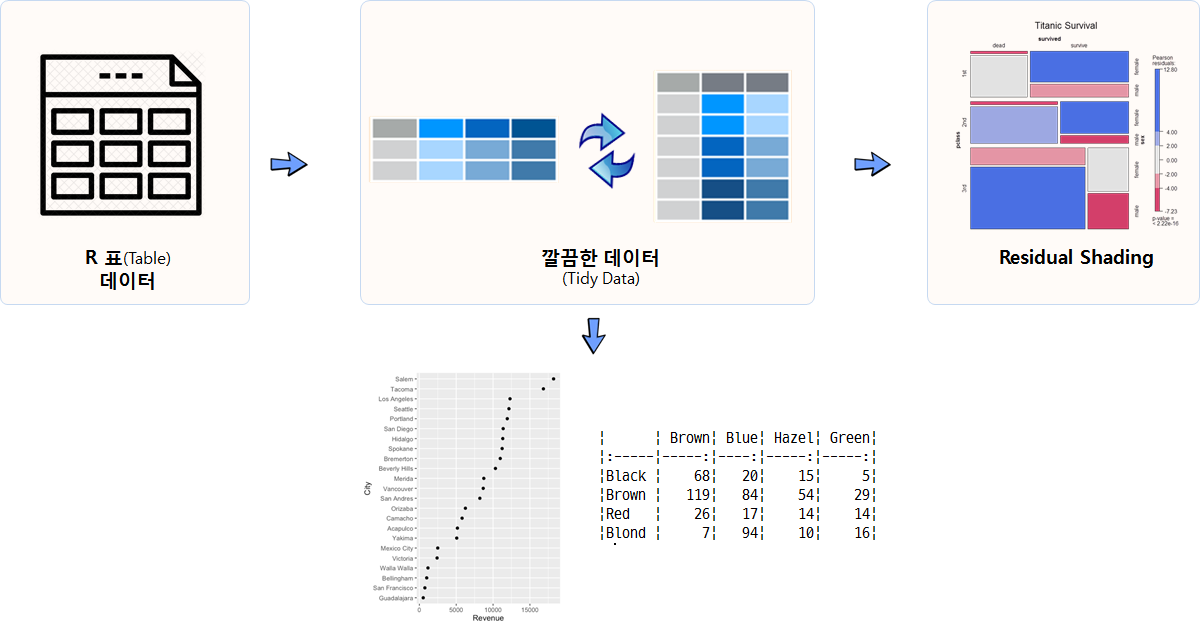 R 표(Table)
데이터
깔끔한 데이터
(Tidy Data)
Titanic Survival
survived
dead survive
1st
2nd
3rd
pclass
female
male
female
male
female
male
sex
Pearson
residuals:
12.80
4.00
2.00
0.00
-2.00
-4.00
-7.23
p-value =
< 2.22e-16
Residual Shading
City
Salem
Tacoma
Los Angeles
Seattle
Portland
San Diego
Hidalgo
Spokane
Bremerton
Beverly Hills
Merida
Vancouver
San Andres
Orizaba
Camacho
Acapulco
Yakima
Mexico City
Victoria
Walla Walla
Bellingham
San Francisco
Guadalajara
0 5000 10000 15000
Revenue
| | Brown| Blue| Hazel| Green|
|:-----|-----:|----:|-----:|-----:|
|Black | 68| 20| 15| 5|
|Brown | 119| 84| 54| 29|
|Red | 26| 17| 14| 14|
|Blond | 7| 94| 10| 16|